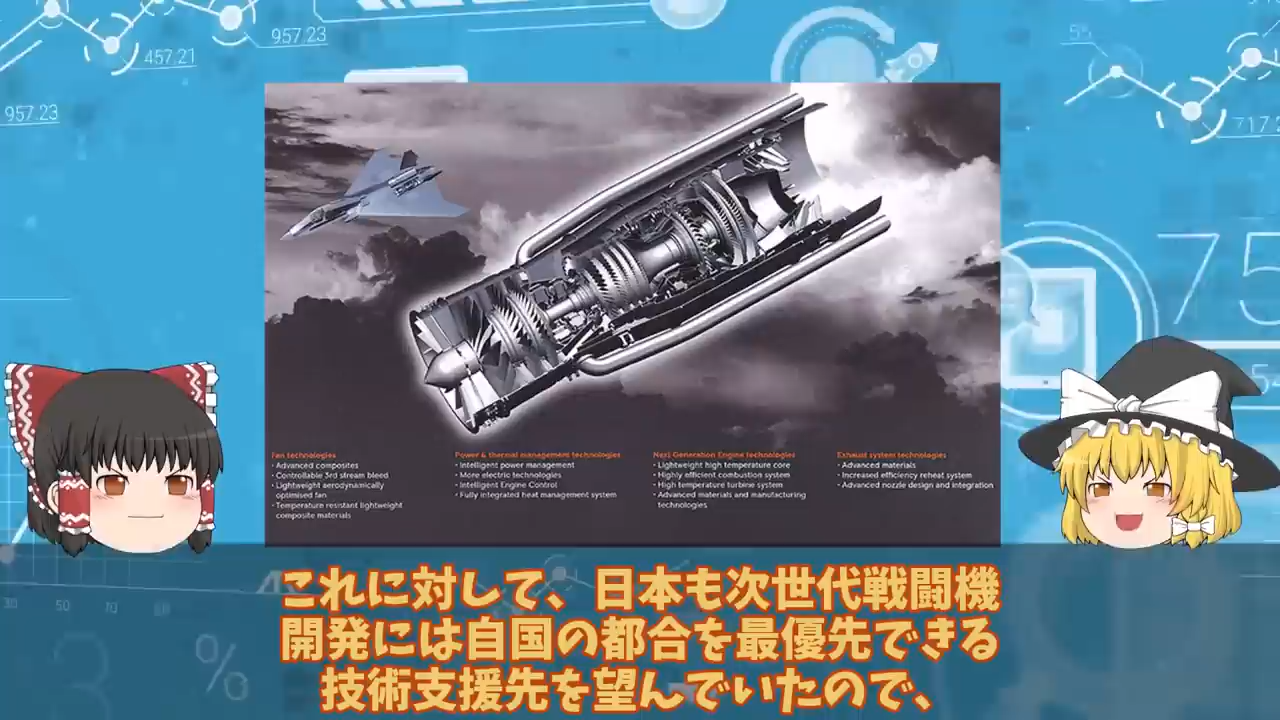 957.23
457.21
957.23
5%
717.2
75
Fan technologies
· Advanced composites
· Controllable 3rd stream bleed
· Lightweight aerodynamically
optimised fan
· Temperature resistant lightweight
composite materials
Power & thermal management technologies
· Intelligent power management
· More electric technologies
· Intelligent Engine Control
· Fully integrated heat management system
Next Generation Engine technologies
· Lightweight high temperature core
· Highly efficient combustion system
· High temperature turbine system
· Advanced materials and manufacturing
technologies
Exhaust system technologies
· Advanced materials
· Increased efficiency reheat system
· Advanced nozzle design and integration
30 50 70
3 %
これに対して、日本も次世代戦闘機
開発には自国の都合を最優先できる
技術支援先を望んでいたので、